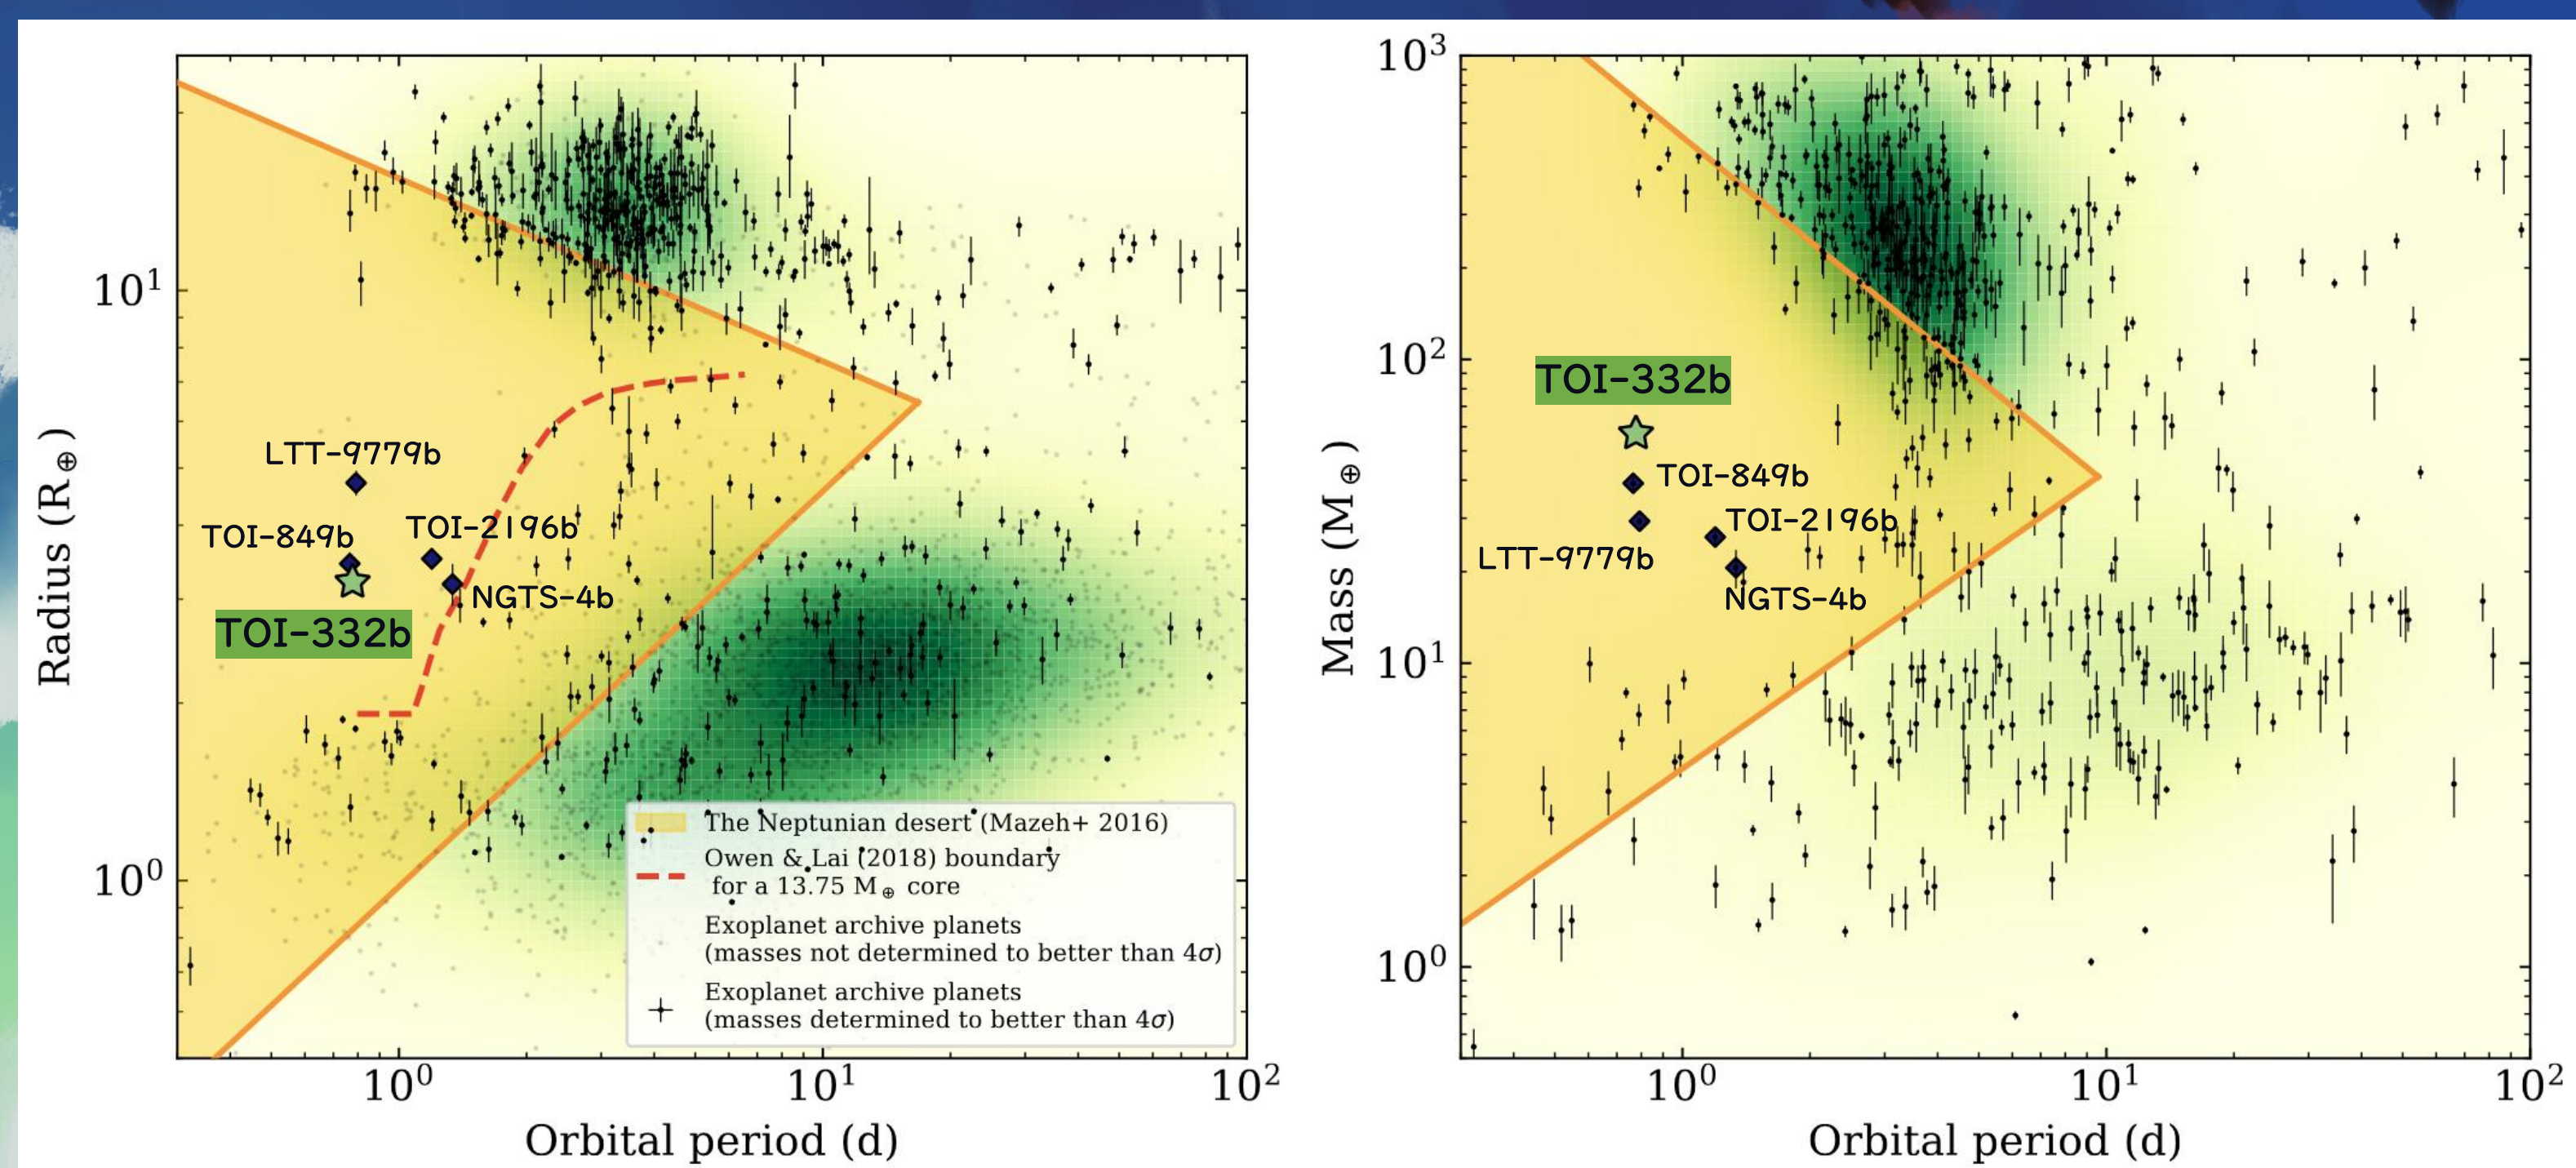 10¹
10⁰
Radius (R⊕)
LTT-9779b
TOI-849b
TOI-2196b
NGTS-4b
TOI-332b
The Neptunian desert (Mazeh+ 2016)
Owen & Lai (2018) boundary
for a 13.75 M⊕ core
Exoplanet archive planets
(masses not determined to better than 4σ)
Exoplanet archive planets
(masses determined to better than 4σ)
10⁰ 10¹ 10²
Orbital period (d)
10³
10²
10¹
10⁰
Mass (M⊕)
TOI-332b
TOI-849b
TOI-2196b
LTT-9779b
NGTS-4b
10⁰ 10¹ 10²
Orbital period (d)